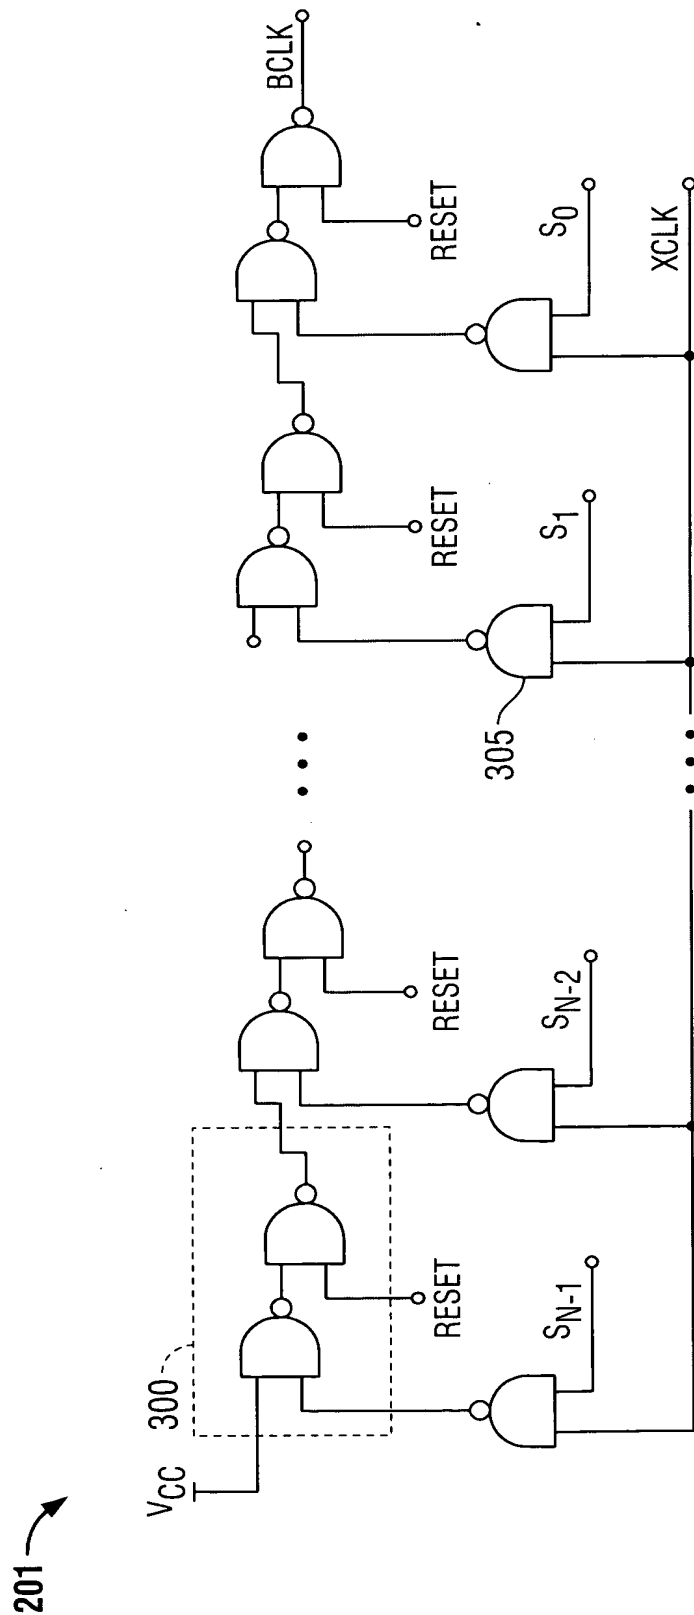 201
VCC
300
RESET
RESET
RESET
RESET
BCLK
SN-1
SN-2
305
S1
S0
XCLK